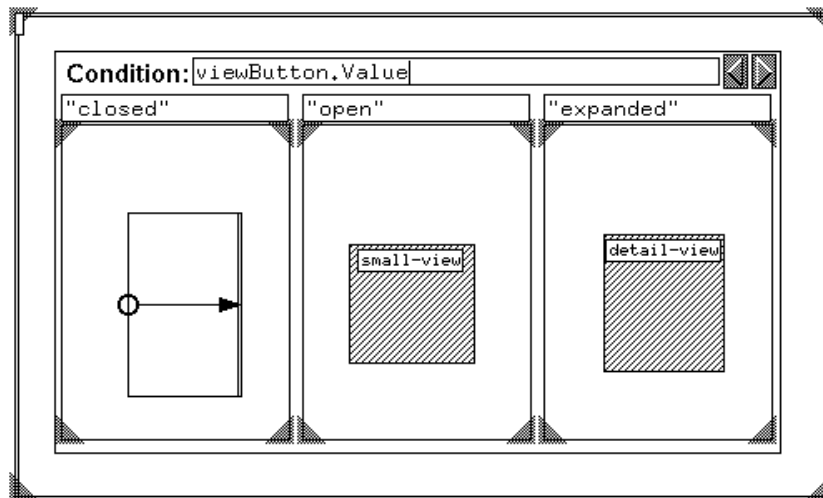 Condition: viewButton.Value
"closed" "open" "expanded"
small-view
detail-view